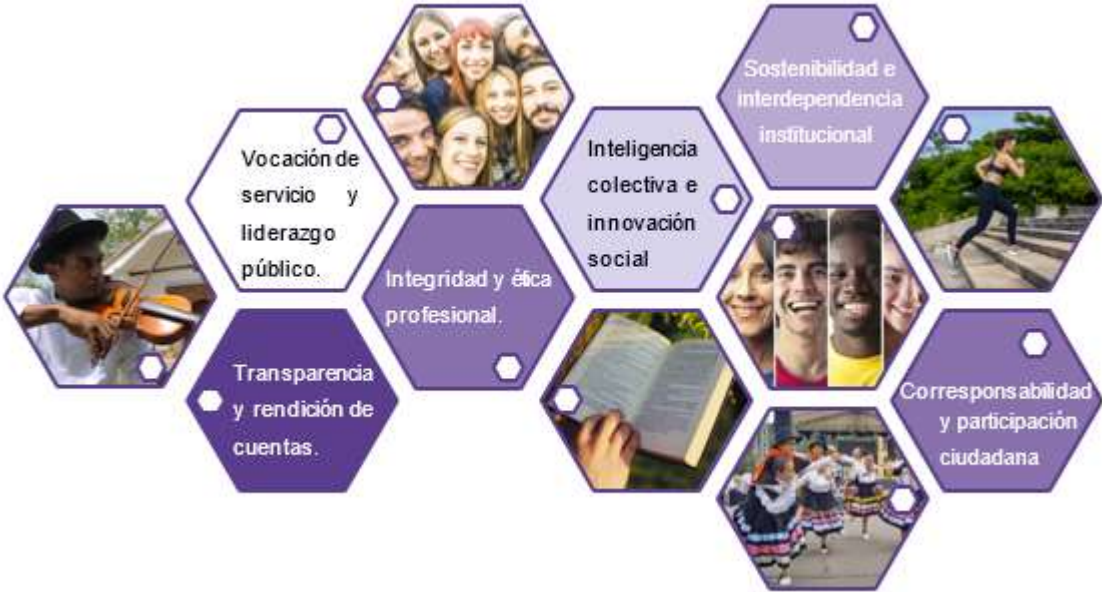 Vocación de
servicio y
liderazgo
público.
Transparencia
y rendición de
cuentas.
Integridad y ética
profesional.
Inteligencia
colectiva e
innovación
social
Sostenibilidad e
interdependencia
institucional
Corresponsabilidad
y participación
ciudadana